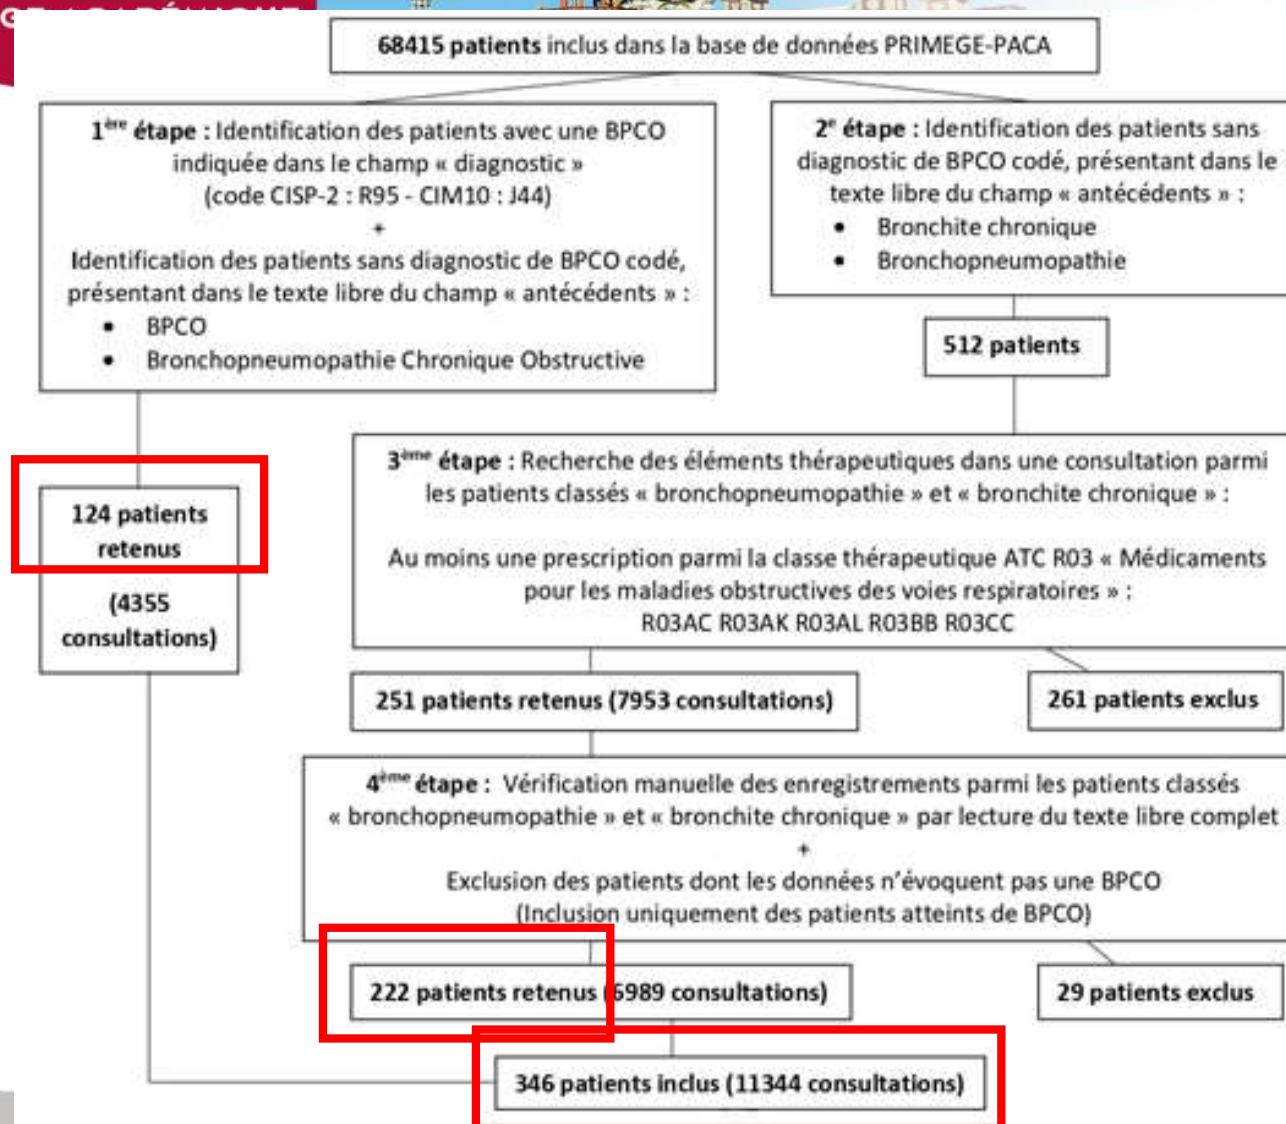 68415 patients inclus dans la base de données PRIMEGE-PACA
1ère étape : Identification des patients avec une BPCO
indiquée dans le champ « diagnostic »
(code CISP-2 : R95 - CIM10 : J44)
+
Identification des patients sans diagnostic de BPCO codé,
présentant dans le texte libre du champ « antécédents » :
• BPCO
• Bronchopneumopathie Chronique Obstructive
2e étape : Identification des patients sans
diagnostic de BPCO codé, présentant dans le
texte libre du champ « antécédents » :
• Bronchite chronique
• Bronchopneumopathie
512 patients
124 patients
retenus
(4355
consultations)
3ème étape : Recherche des éléments thérapeutiques dans une consultation parmi
les patients classés « bronchopneumopathie » et « bronchite chronique » :
Au moins une prescription parmi la classe thérapeutique ATC R03 « Médicaments
pour les maladies obstructives des voies respiratoires » :
R03AC R03AK R03AL R03BB R03CC
251 patients retenus (7953 consultations)
261 patients exclus
4ème étape : Vérification manuelle des enregistrements parmi les patients classés
« bronchopneumopathie » et « bronchite chronique » par lecture du texte libre complet
+
Exclusion des patients dont les données n'évoquent pas une BPCO
(Inclusion uniquement des patients atteints de BPCO)
222 patients retenus (6989 consultations)
29 patients exclus
346 patients inclus (11344 consultations)